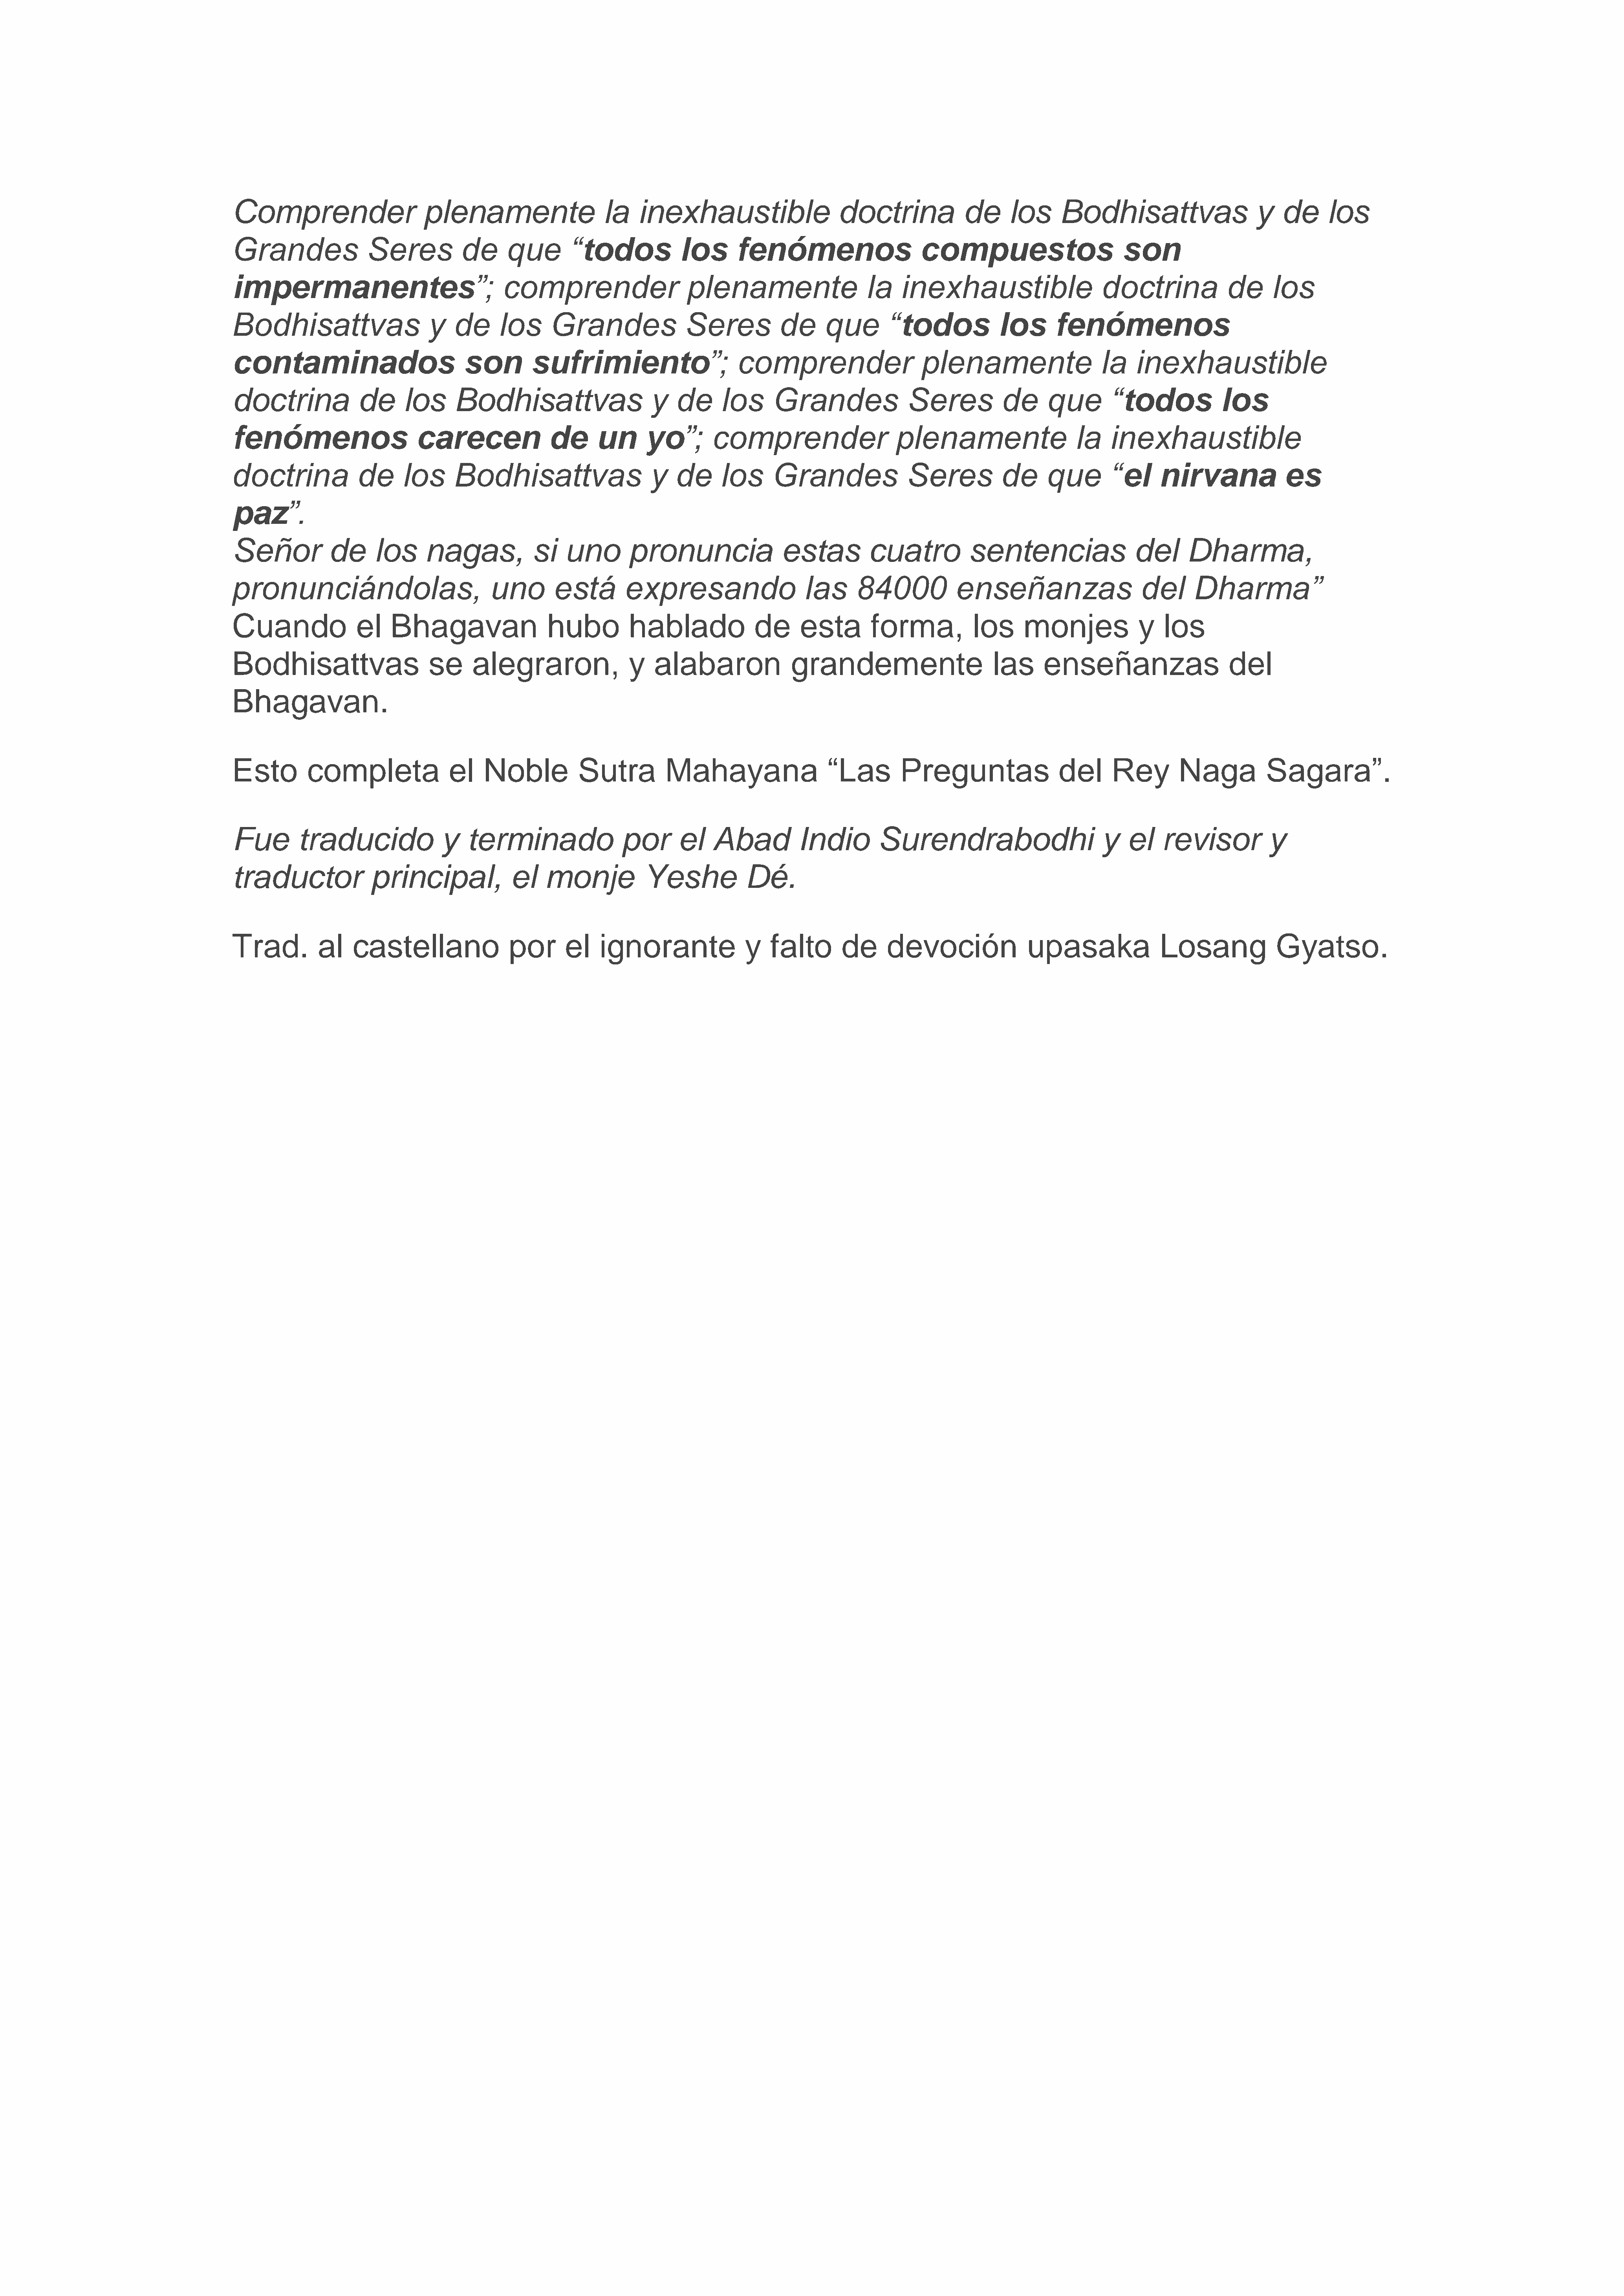 Comprender plenamente la inexhaustible doctrina de los Bodhisattvas y de los
Grandes Seres de que “todos los fenómenos compuestos son
impermanentes”; comprender plenamente la inexhaustible doctrina de los
Bodhisattvas y de los Grandes Seres de que “todos los fenómenos
contaminados son sufrimiento”; comprender plenamente la inexhaustible
doctrina de los Bodhisattvas y de los Grandes Seres de que “todos los
fenómenos carecen de un yo”; comprender plenamente la inexhaustible
doctrina de los Bodhisattvas y de los Grandes Seres de que “el nirvana es
paz”.
Señor de los nagas, si uno pronuncia estas cuatro sentencias del Dharma,
pronunciándolas, uno está expresando las 84000 enseñanzas del Dharma”
Cuando el Bhagavan hubo hablado de esta forma, los monjes y los
Bodhisattvas se alegraron, y alabaron grandemente las enseñanzas del
Bhagavan.
Esto completa el Noble Sutra Mahayana “Las Preguntas del Rey Naga Sagara”.
Fue traducido y terminado por el Abad Indio Surendrabodhi y el revisor y
traductor principal, el monje Yeshe Dé.
Trad. al castellano por el ignorante y falto de devoción upasaka Losang Gyatso.